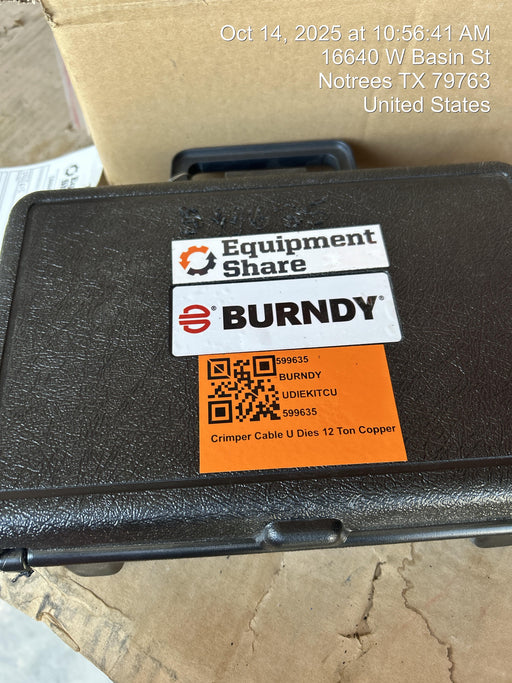 Oct 14, 2025 at 10:56:41 AM
16640 W Basin St
Notrees TX 79763
United States
Equipment
Share
BURNDY®
599635
BURNDY
UDIEKITCU
599635
Crimper Cable U Dies 12 Ton Copper